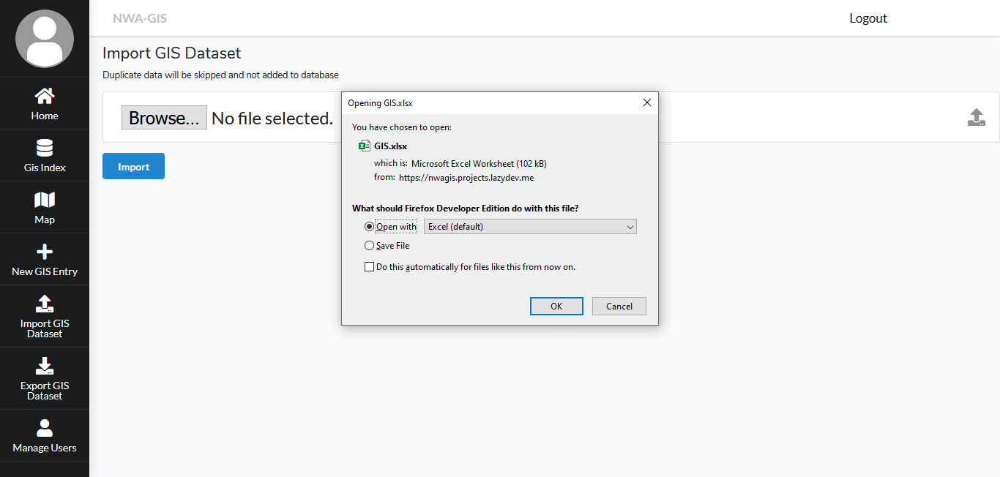 NWA-GIS
Logout
Home
Gis Index
Map
New GIS Entry
Import GIS
Dataset
Export GIS
Dataset
Manage Users
Import GIS Dataset
Duplicate data will be skipped and not added to database
Browse... No file selected.
Import
Opening GIS.xlsx
You have chosen to open:
GIS.xlsx
which is: Microsoft Excel Worksheet (102 kB)
from: https://nwagis.projects.lazydev.me
What should Firefox Developer Edition do with this file?
Open with Excel (default)
Save File
Do this automatically for files like this from now on.
OK Cancel